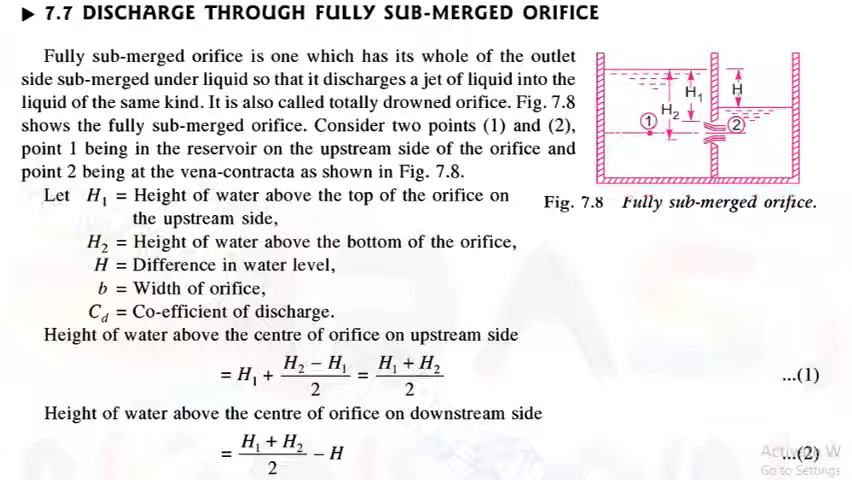 ▶ 7.7 DISCHARGE THROUGH FULLY SUB-MERGED ORIFICE
Fully sub-merged orifice is one which has its whole of the outlet
side sub-merged under liquid so that it discharges a jet of liquid into the
liquid of the same kind. It is also called totally drowned orifice. Fig. 7.8
shows the fully sub-merged orifice. Consider two points (1) and (2),
point 1 being in the reservoir on the upstream side of the orifice and
point 2 being at the vena-contracta as shown in Fig. 7.8.
H₁
H
H₂
1
2
Fig. 7.8 Fully sub-merged orifice.
Let H₁ = Height of water above the top of the orifice on
the upstream side,
H₂ = Height of water above the bottom of the orifice,
H = Difference in water level,
b = Width of orifice,
C_d = Co-efficient of discharge.
Height of water above the centre of orifice on upstream side
= H₁ + (H₂ – H₁)/2 = (H₁ + H₂)/2 ...(1)
Height of water above the centre of orifice on downstream side
= (H₁ + H₂)/2 – H ...(2)
Go to Settings